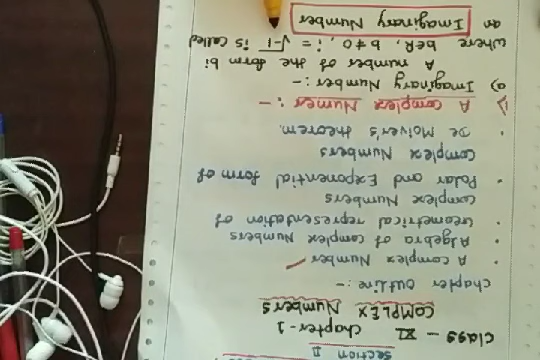 Section II
Class - XI Chapter-1
COMPLEX NUMBERS
Chapter Outline :-
• A Complex Number ✓
• Algebra of Complex Numbers
• Geometrical representation of
Complex Numbers
• Polar and Exponential form of
Complex Numbers
• De Moiver's theorem.
1) A Complex Numer :-
a) Imaginary Number :-
A Number of the form bi
where b∈R, b≠0, i = √-1 is called
an Imaginary Number